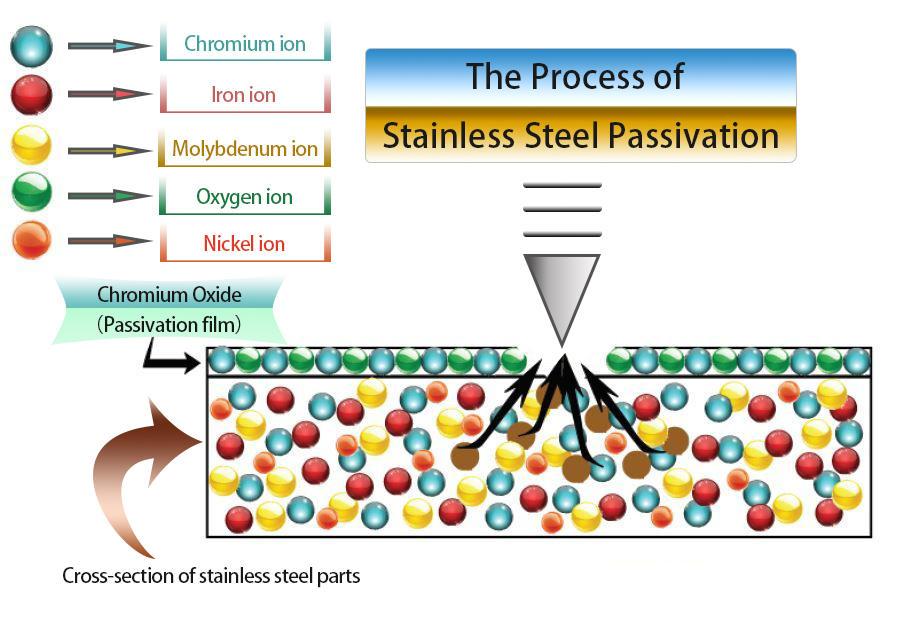 Chromium ion
Iron ion
Molybdenum ion
Oxygen ion
Nickel ion
The Process of
Stainless Steel Passivation
Chromium Oxide
(Passivation film)
Cross-section of stainless steel parts